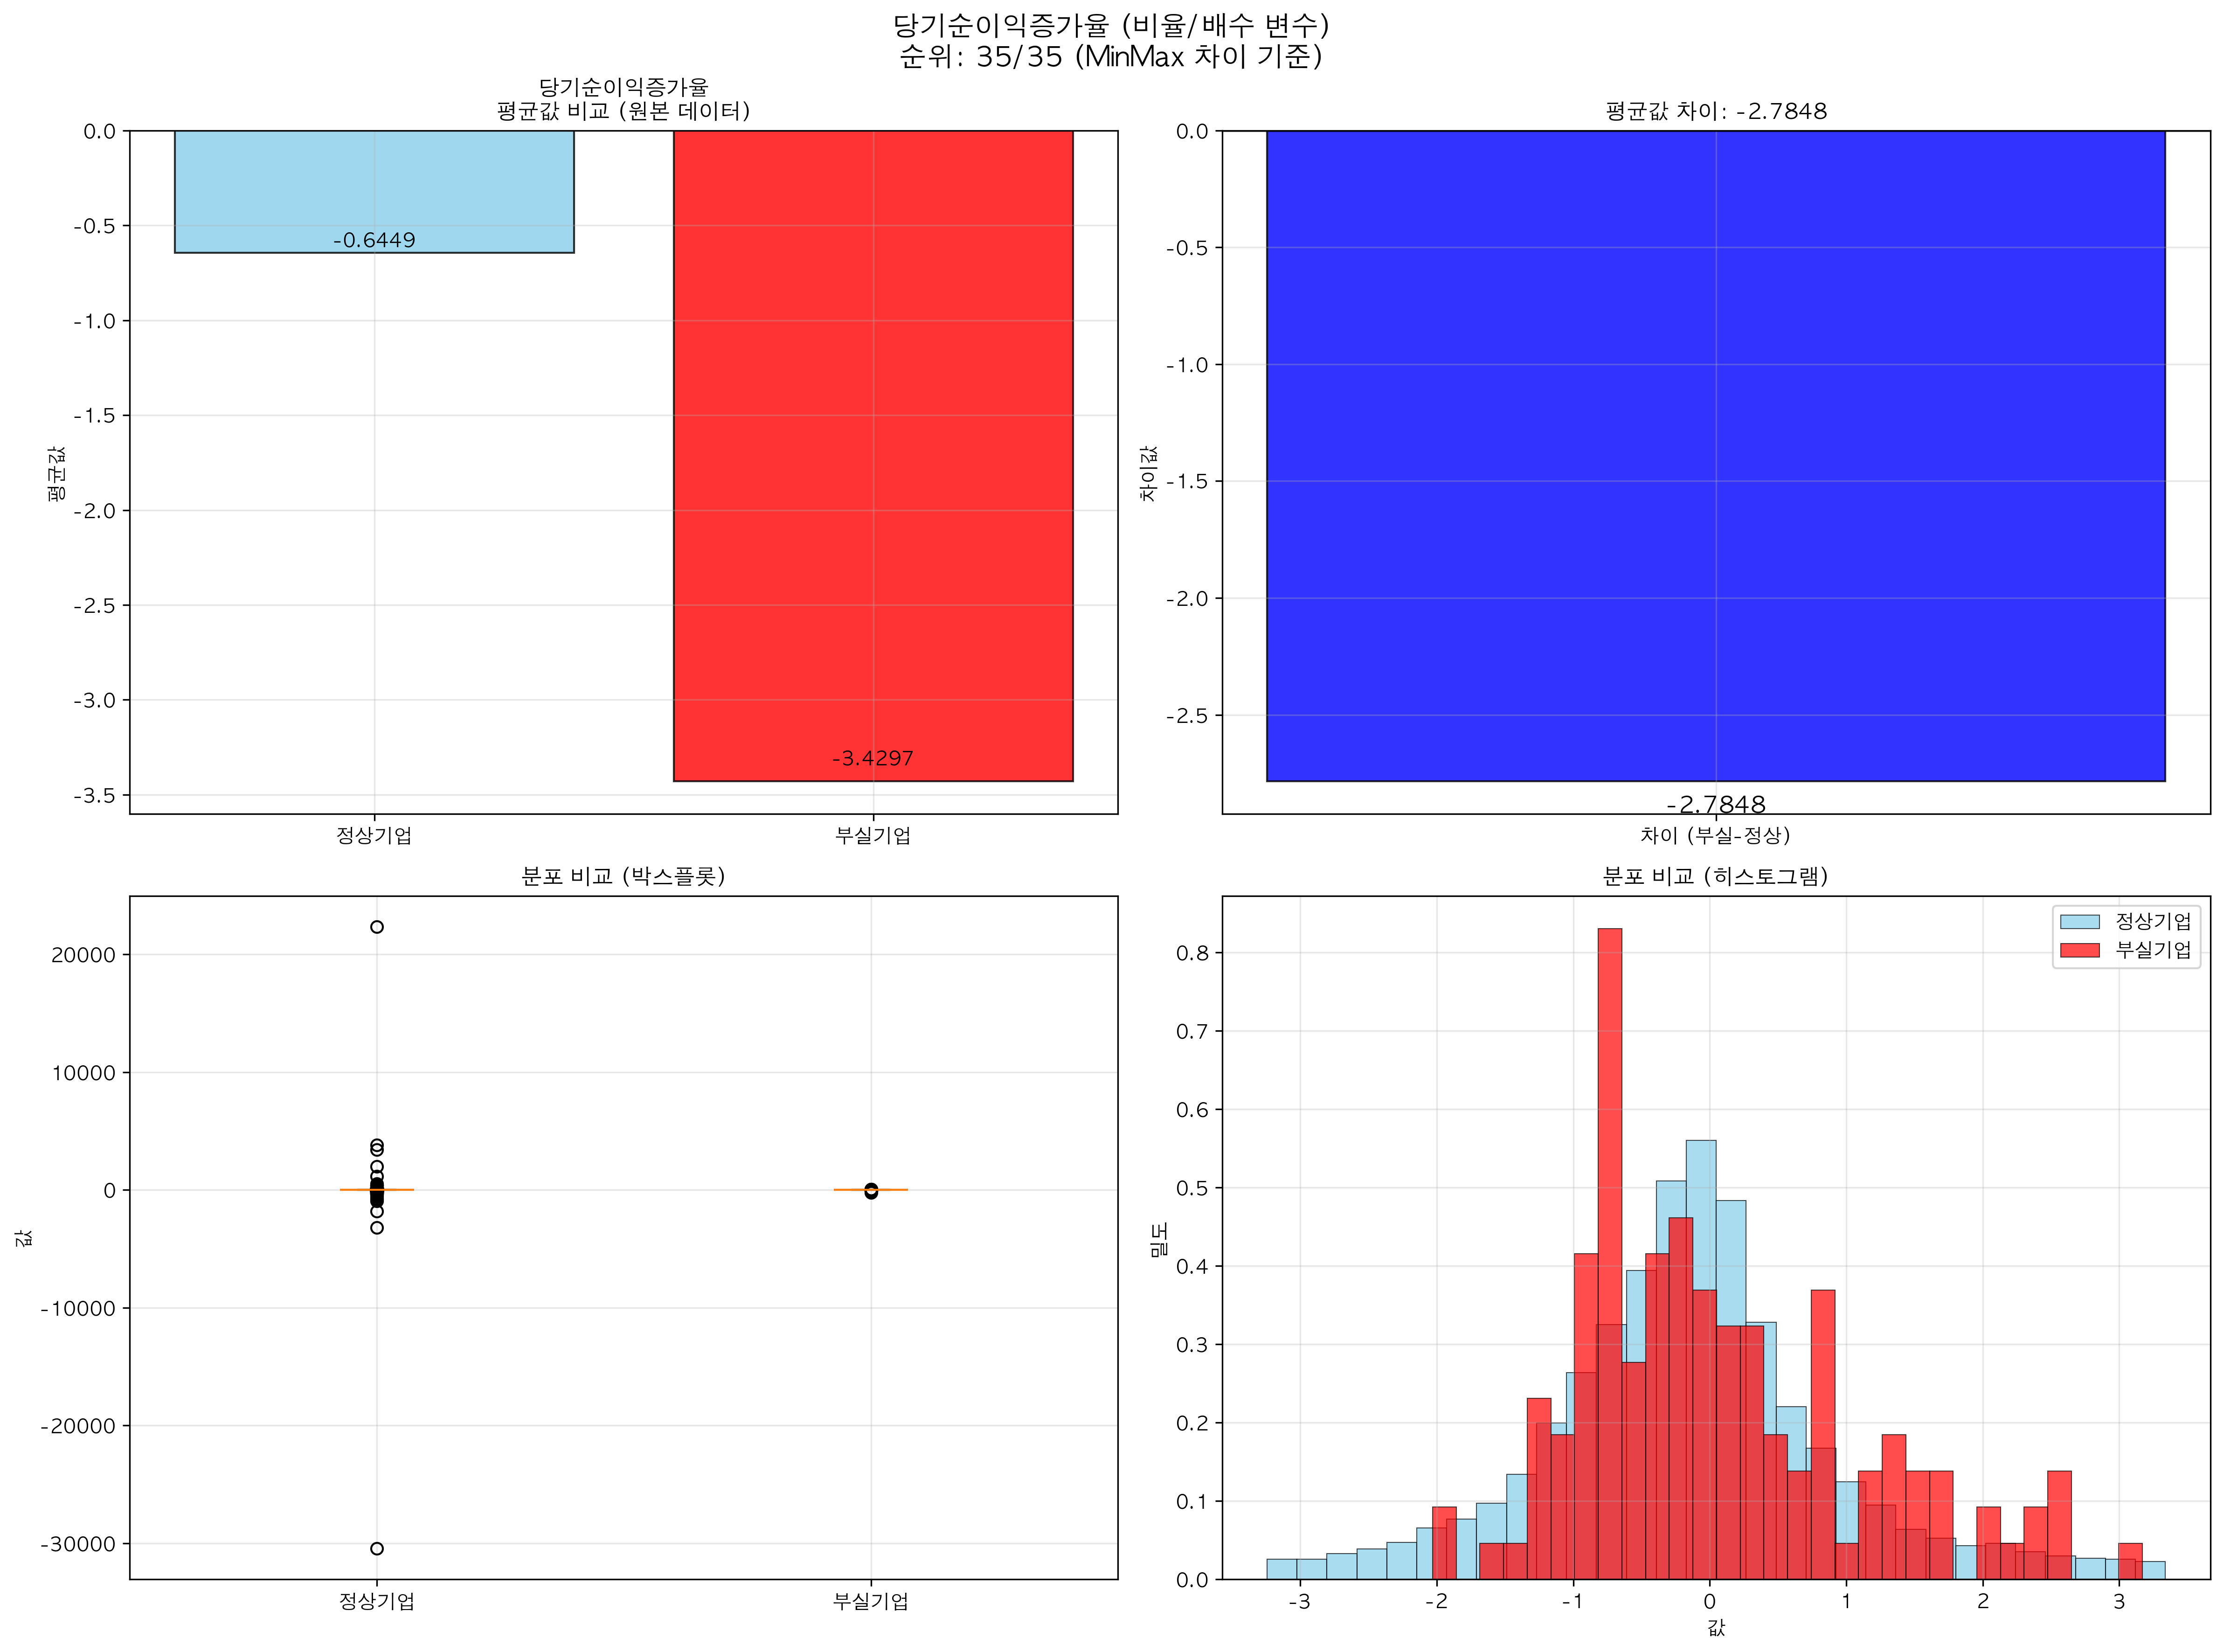 당기순이익증가율 (비율/배수 변수)
순위: 35/35 (MinMax 차이 기준)
당기순이익증가율
평균값 비교 (원본 데이터)
0.0
-0.5
-1.0
-1.5
-2.0
-2.5
-3.0
-3.5
평균값
-0.6449
-3.4297
정상기업
부실기업
평균값 차이: -2.7848
0.0
-0.5
-1.0
-1.5
-2.0
-2.5
차이값
-2.7848
차이 (부실-정상)
분포 비교 (박스플롯)
20000
10000
0
-10000
-20000
-30000
값
정상기업
부실기업
분포 비교 (히스토그램)
정상기업
부실기업
0.8
0.7
0.6
0.5
0.4
0.3
0.2
0.1
0.0
밀도
-3
-2
-1
0
1
2
3
값